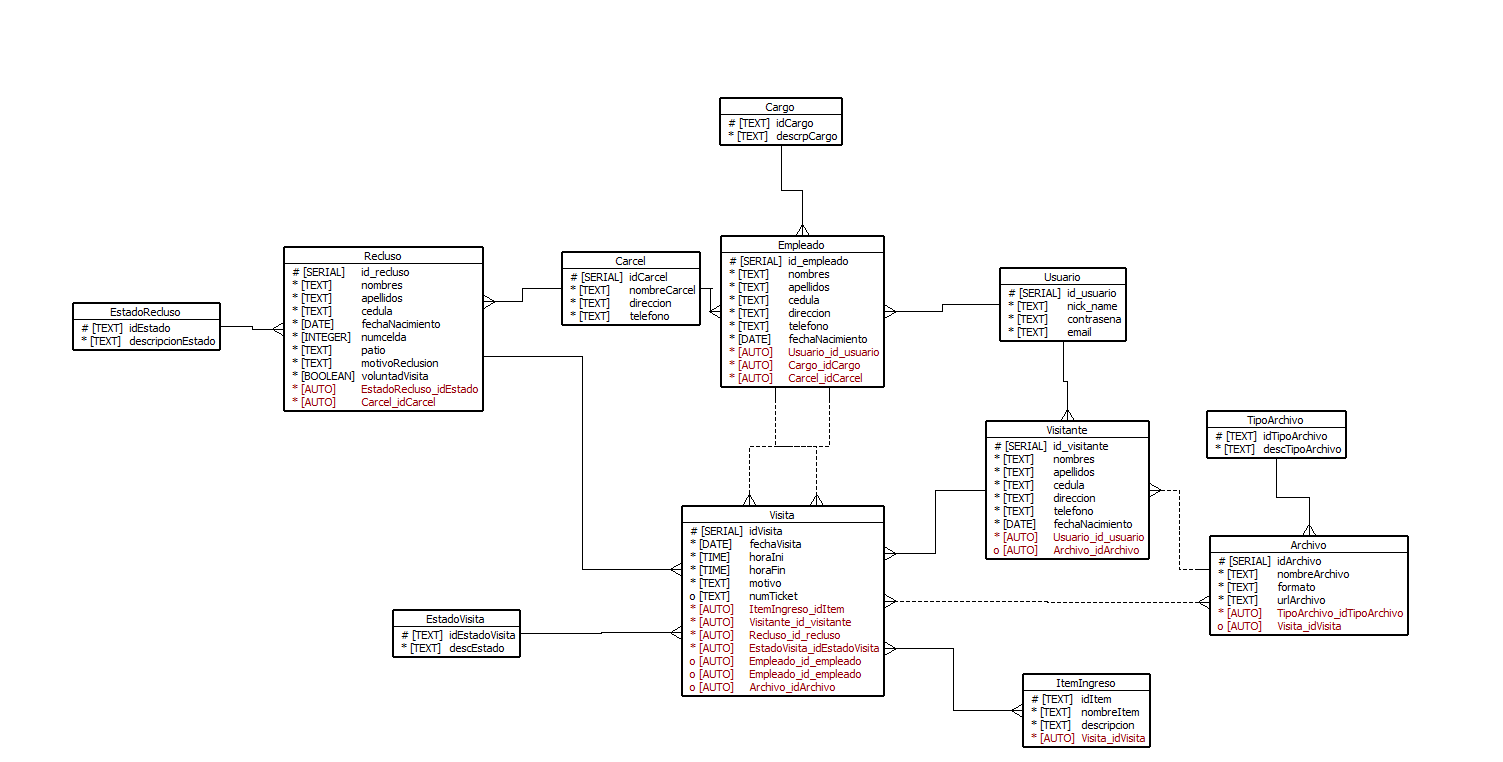 Cargo
# [TEXT] idCargo
* [TEXT] descrpCargo
Recluso
# [SERIAL] id_recluso
* [TEXT] nombres
* [TEXT] apellidos
* [TEXT] cedula
* [DATE] fechaNacimiento
* [INTEGER] numcelda
* [TEXT] patio
* [TEXT] motivoReclusion
* [BOOLEAN] voluntadVisita
* [AUTO] EstadoRecluso_idEstado
* [AUTO] Carcel_idCarcel
Carcel
# [SERIAL] idCarcel
* [TEXT] nombreCarcel
* [TEXT] direccion
* [TEXT] telefono
Empleado
# [SERIAL] id_empleado
* [TEXT] nombres
* [TEXT] apellidos
* [TEXT] cedula
* [TEXT] direccion
* [TEXT] telefono
* [DATE] fechaNacimiento
* [AUTO] Usuario_id_usuario
* [AUTO] Cargo_idCargo
* [AUTO] Carcel_idCarcel
Usuario
# [SERIAL] id_usuario
* [TEXT] nick_name
* [TEXT] contrasena
* [TEXT] email
EstadoRecluso
# [TEXT] idEstado
* [TEXT] descripcionEstado
Visitante
# [SERIAL] id_visitante
* [TEXT] nombres
* [TEXT] apellidos
* [TEXT] cedula
* [TEXT] direccion
* [TEXT] telefono
* [DATE] fechaNacimiento
* [AUTO] Usuario_id_usuario
o [AUTO] Archivo_idArchivo
TipoArchivo
# [TEXT] idTipoArchivo
* [TEXT] descTipoArchivo
Visita
# [SERIAL] idVisita
* [DATE] fechaVisita
* [TIME] horaIni
* [TIME] horaFin
* [TEXT] motivo
o [TEXT] numTicket
* [AUTO] ItemIngreso_idItem
* [AUTO] Visitante_id_visitante
* [AUTO] Recluso_id_recluso
* [AUTO] EstadoVisita_idEstadoVisita
o [AUTO] Empleado_id_empleado
o [AUTO] Empleado_id_empleado
o [AUTO] Archivo_idArchivo
Archivo
# [SERIAL] idArchivo
* [TEXT] nombreArchivo
* [TEXT] formato
* [TEXT] urlArchivo
* [AUTO] TipoArchivo_idTipoArchivo
o [AUTO] Visita_idVisita
EstadoVisita
# [TEXT] idEstadoVisita
* [TEXT] descEstado
ItemIngreso
# [TEXT] idItem
* [TEXT] nombreItem
* [TEXT] descripcion
* [AUTO] Visita_idVisita